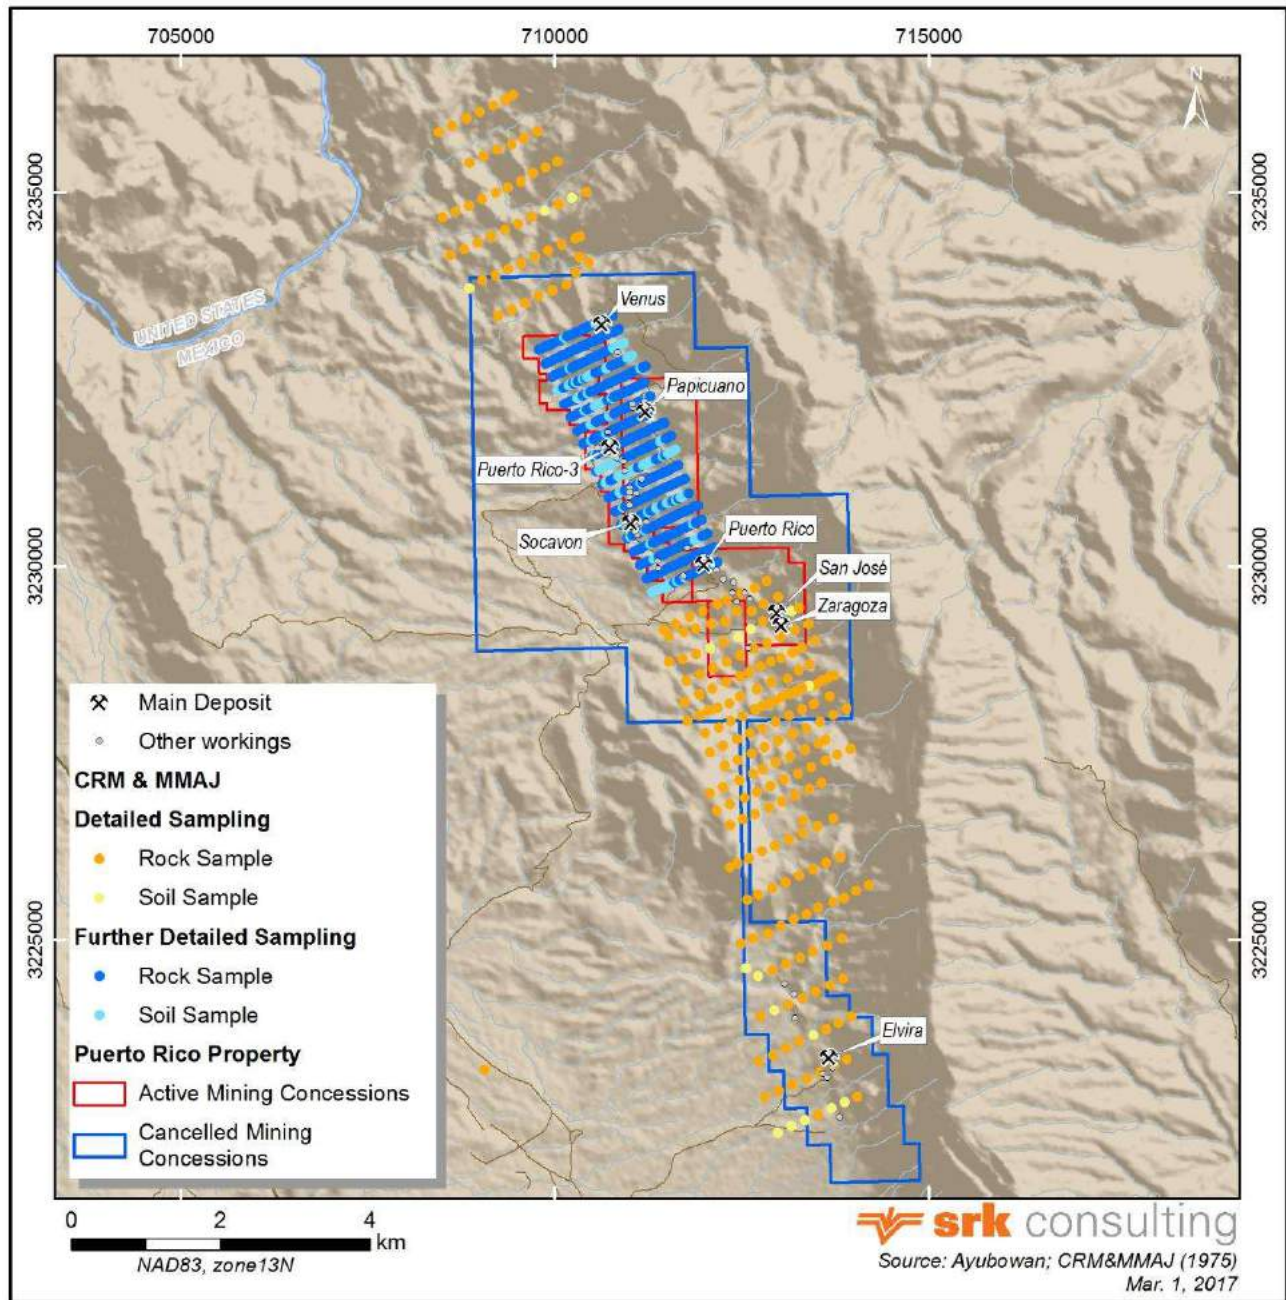 705000
710000
715000
N
3235000
3235000
UNITED STATES
MEXICO
Venus
Papicuano
Puerto Rico-3
Socavon
Puerto Rico
3230000
3230000
San José
Zaragoza
Main Deposit
Other workings
CRM & MMAJ
Detailed Sampling
Rock Sample
Soil Sample
Further Detailed Sampling
Rock Sample
Soil Sample
Puerto Rico Property
Active Mining Concessions
Cancelled Mining
Concessions
3225000
3225000
Elvira
0 2 4
km
NAD83, zone13N
srk consulting
Source: Ayubowan; CRM&MMAJ (1975)
Mar. 1, 2017